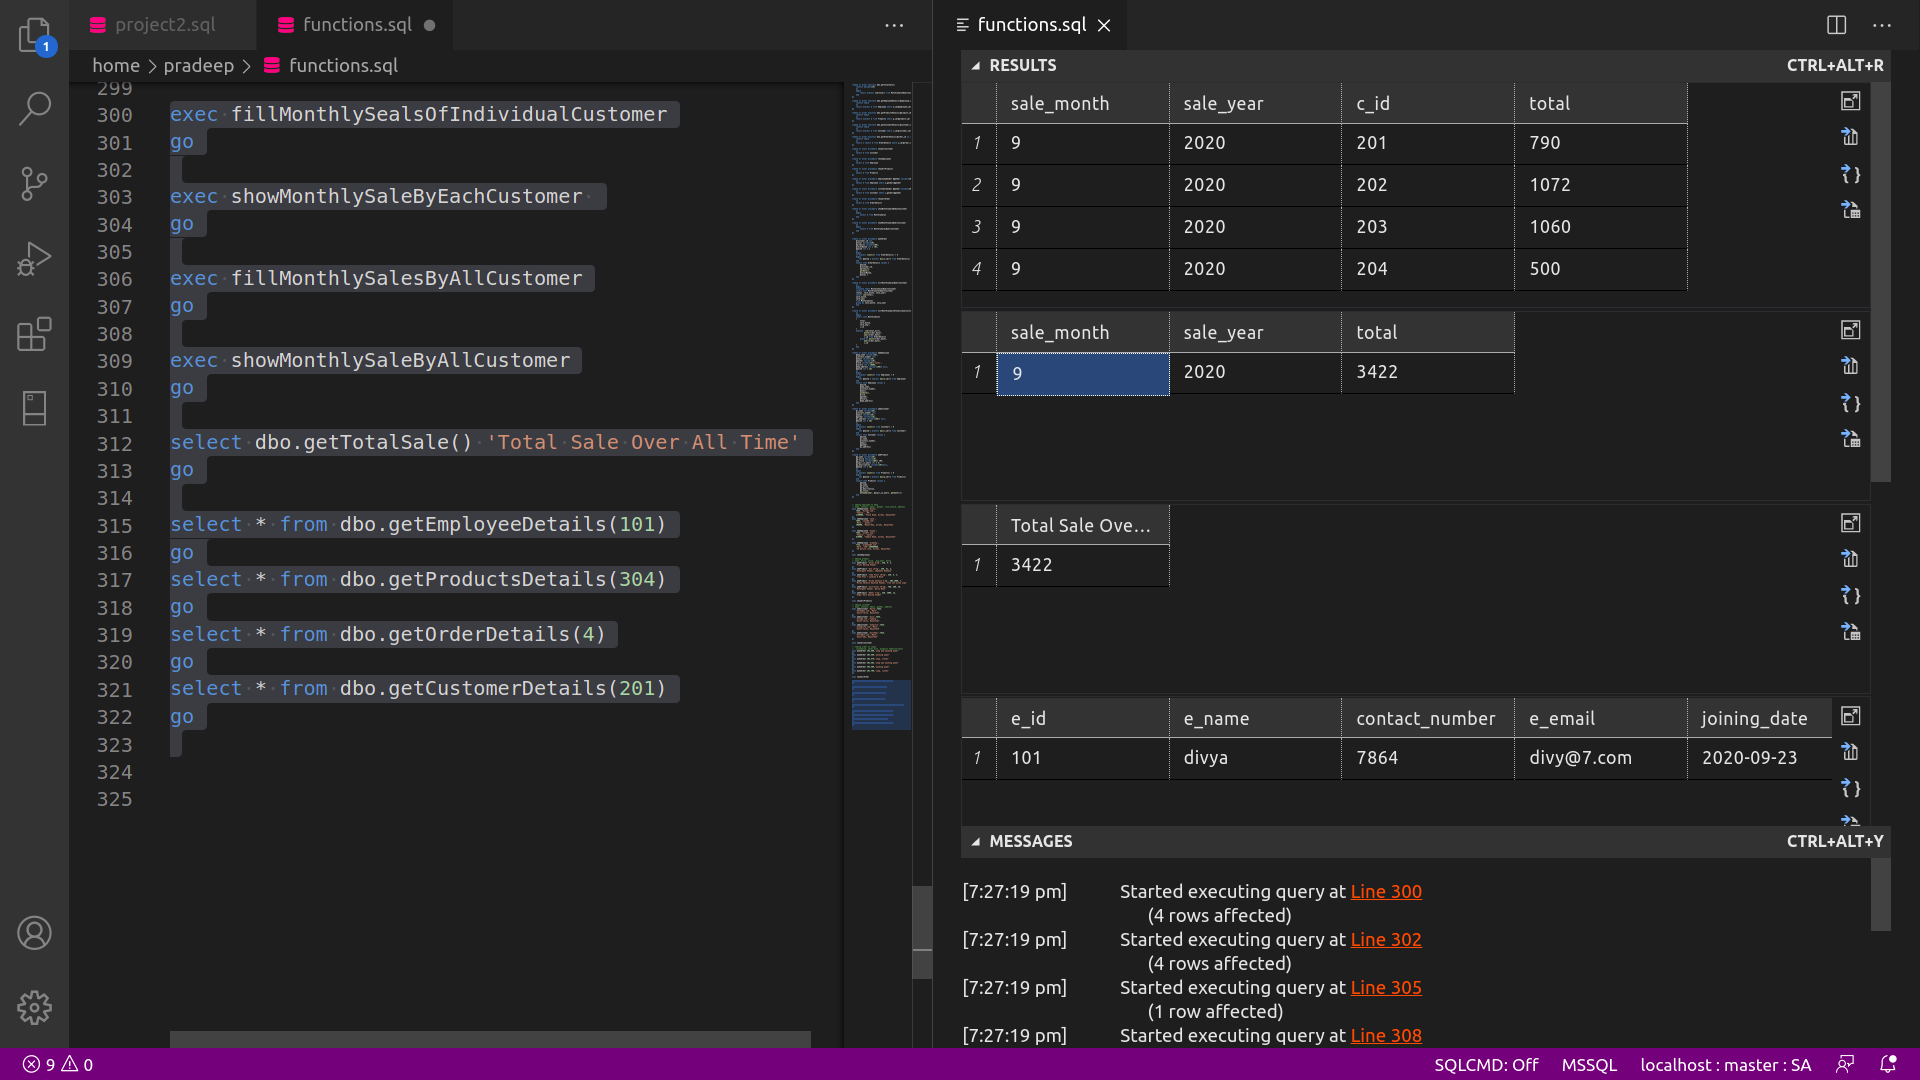 project2.sql
functions.sql
functions.sql
1
home > pradeep > functions.sql
RESULTS CTRL+ALT+R
299
300 exec fillMonthlySealsOfIndividualCustomer
301 go
302
303 exec showMonthlySaleByEachCustomer
304 go
305
306 exec fillMonthlySalesByAllCustomer
307 go
308
309 exec showMonthlySaleByAllCustomer
310 go
311
312 select dbo.getTotalSale() 'Total Sale Over All Time'
313 go
314
315 select * from dbo.getEmployeeDetails(101)
316 go
317 select * from dbo.getProductsDetails(304)
318 go
319 select * from dbo.getOrderDetails(4)
320 go
321 select * from dbo.getCustomerDetails(201)
322 go
323
324
325
sale_month sale_year c_id total
1 9 2020 201 790
2 9 2020 202 1072
3 9 2020 203 1060
4 9 2020 204 500
sale_month sale_year total
1 9 2020 3422
Total Sale Ove...
1 3422
e_id e_name contact_number e_email joining_date
1 101 divya 7864 divy@7.com 2020-09-23
MESSAGES CTRL+ALT+Y
[7:27:19 pm] Started executing query at Line 300
(4 rows affected)
[7:27:19 pm] Started executing query at Line 302
(4 rows affected)
[7:27:19 pm] Started executing query at Line 305
(1 row affected)
[7:27:19 pm] Started executing query at Line 308
9 0
SQLCMD: Off MSSQL localhost : master : SA